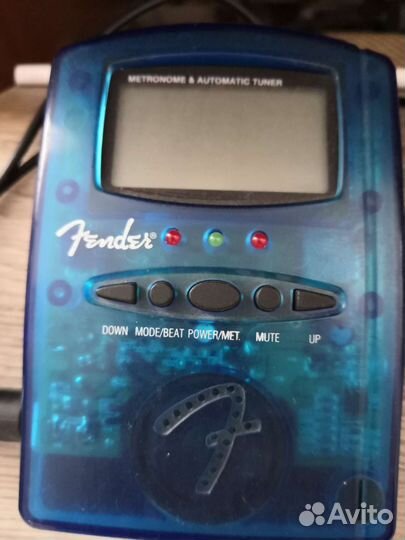 METRONOME & AUTOMATIC TUNER
Fender®
DOWN MODE/BEAT POWER/MET. MUTE UP
F
Avito